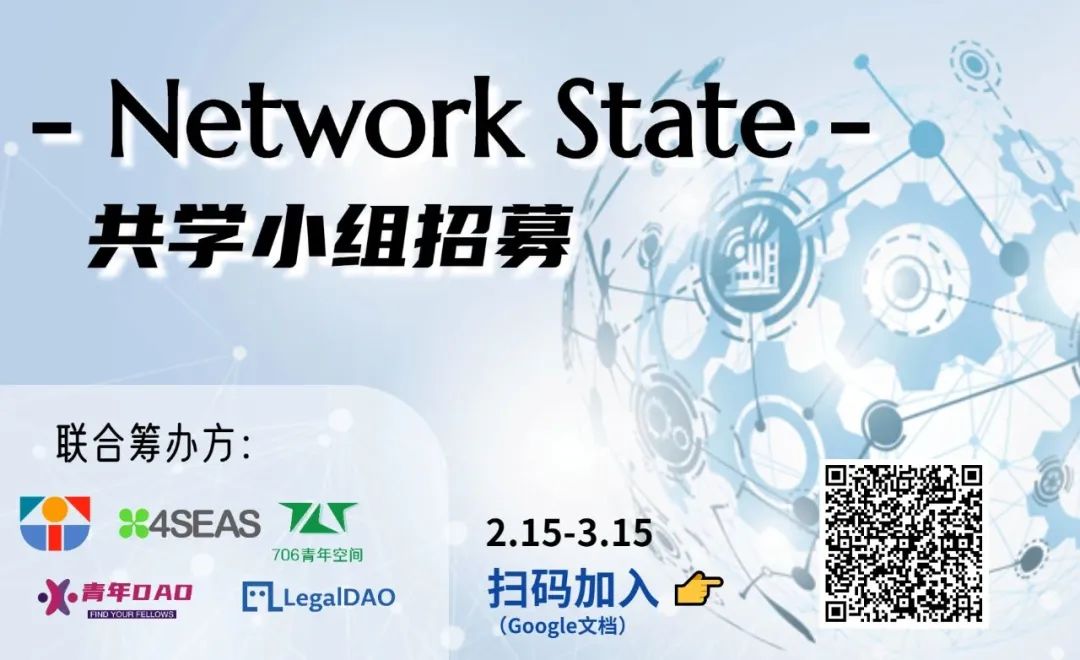 - Network State -
共学小组招募
联合筹办方：
4SEAS
706青年空间
青年DAO
FIND YOUR FELLOWS
LegalDAO
2.15-3.15
扫码加入
（Google文档）